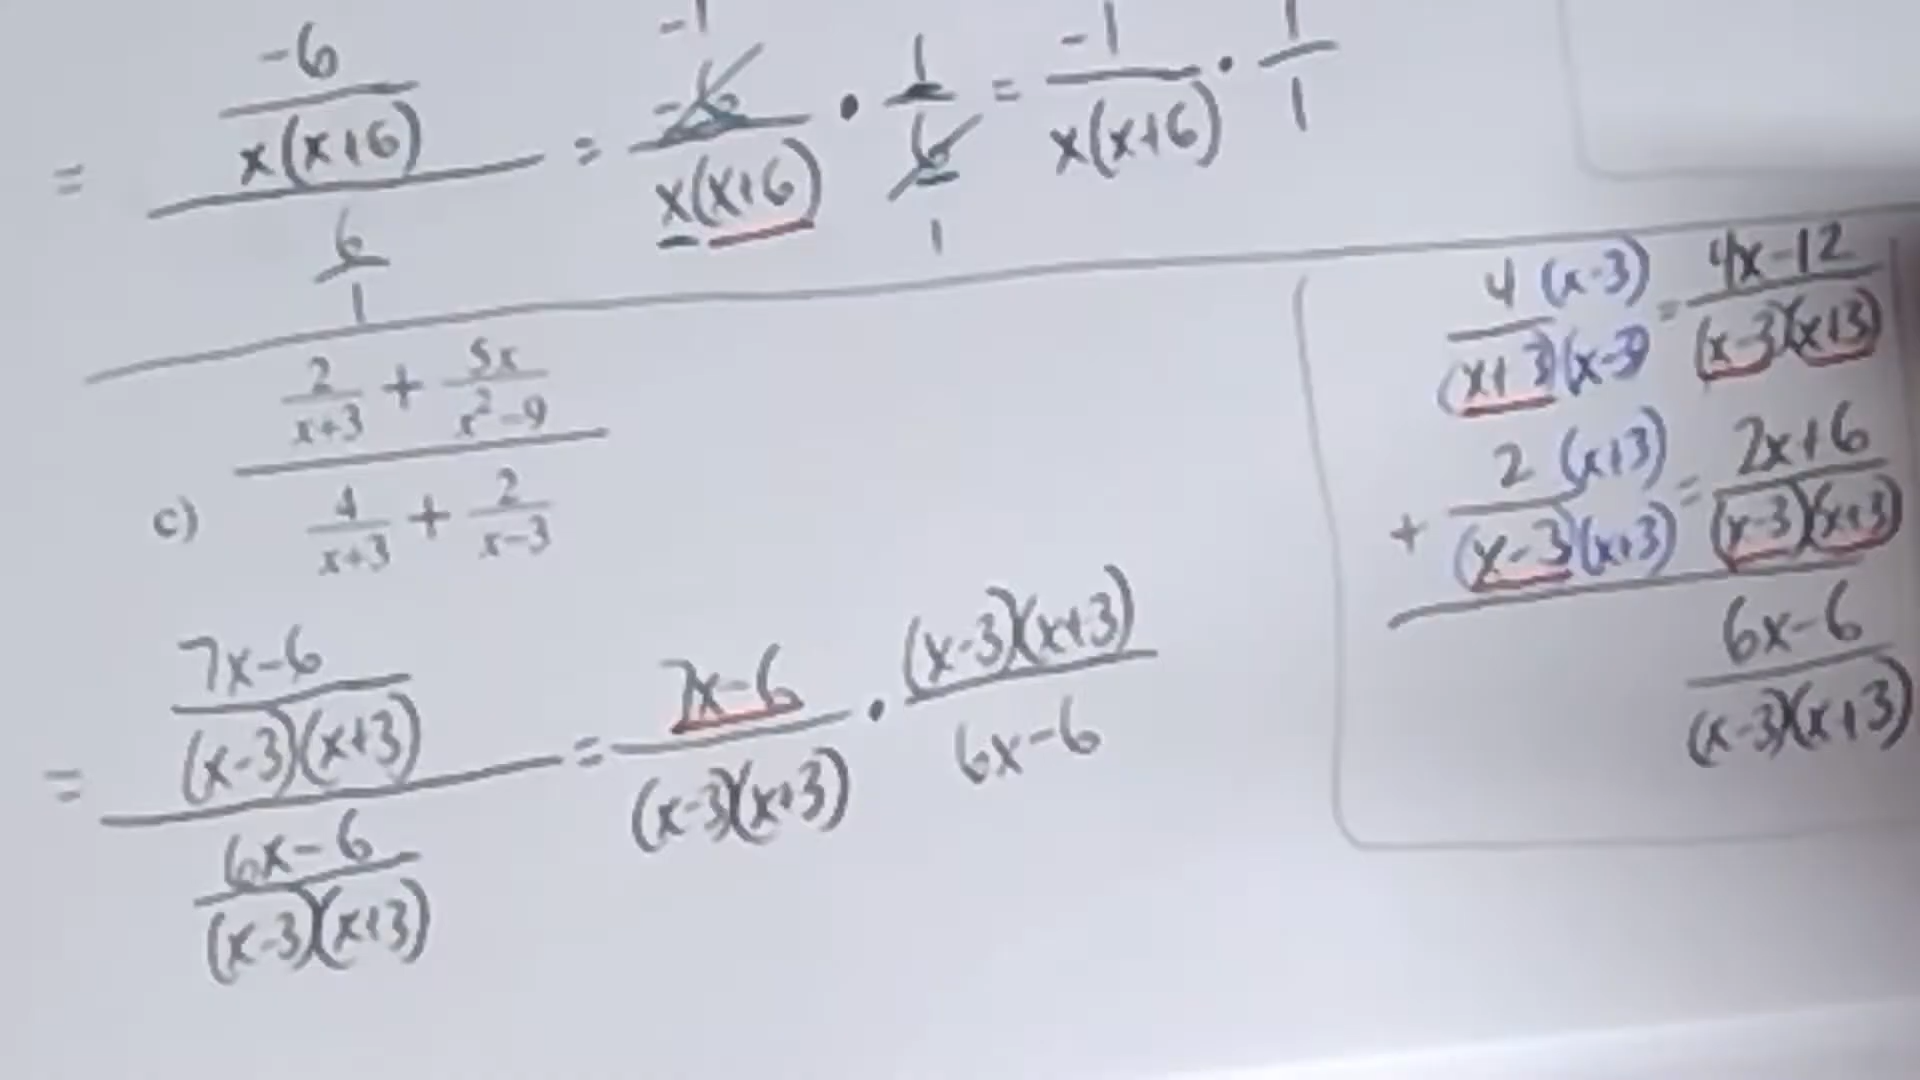 -6/(x(x+6)) / (6/1) = -1 -6/(x(x+6)) · 1/6 1 = -1/(x(x+6)) · 1/1
c) (2/(x+3) + 5x/(x²-9)) / (4/(x+3) + 2/(x-3))
= (7x-6)/((x-3)(x+3)) / (6x-6)/((x-3)(x+3)) = (7x-6)/((x-3)(x+3)) · ((x-3)(x+3))/(6x-6)
4(x-3)/((x+3)(x-3)) = (4x-12)/((x-3)(x+3))
+ 2(x+3)/((x-3)(x+3)) = (2x+6)/((x-3)(x+3))
(6x-6)/((x-3)(x+3))